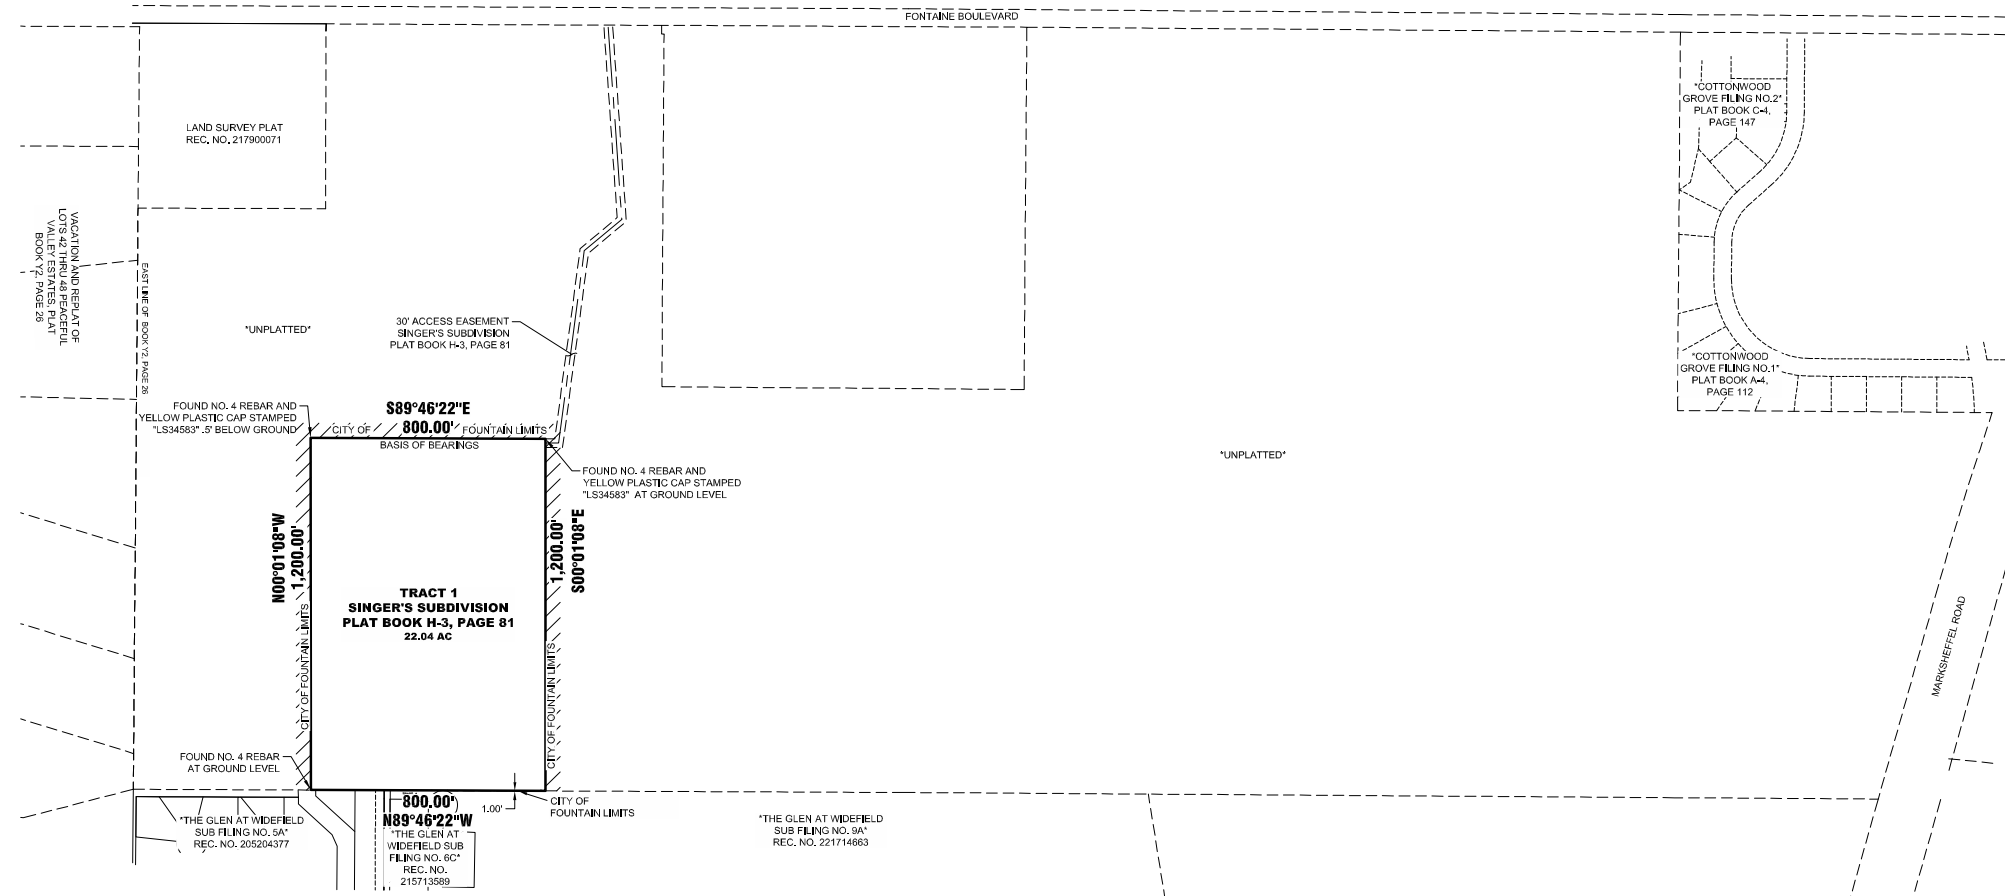 FONTAINE BOULEVARD
LAND SURVEY PLAT
REC. NO. 217900071
*COTTONWOOD
GROVE FILING NO.2*
PLAT BOOK C-4,
PAGE 147
VACATION AND REPLAT OF
LOTS 42 THRU 48 PEACEFUL
VALLEY ESTATES, PLAT
BOOK Y2, PAGE 26
EAST LINE OF BOOK Y2, PAGE 26
*UNPLATTED*
30' ACCESS EASEMENT
SINGER'S SUBDIVISION
PLAT BOOK H-3, PAGE 81
*COTTONWOOD
GROVE FILING NO.1*
PLAT BOOK A-4,
PAGE 112
FOUND NO. 4 REBAR AND
YELLOW PLASTIC CAP STAMPED
"LS34583" .5' BELOW GROUND
S89°46'22"E
800.00'
CITY OF FOUNTAIN LIMITS
BASIS OF BEARINGS
FOUND NO. 4 REBAR AND
YELLOW PLASTIC CAP STAMPED
"LS34583" AT GROUND LEVEL
*UNPLATTED*
N00°01'08"W
1,200.00'
CITY OF FOUNTAIN LIMITS
1,200.00'
S00°01'08"E
CITY OF FOUNTAIN LIMITS
TRACT 1
SINGER'S SUBDIVISION
PLAT BOOK H-3, PAGE 81
22.04 AC
MARKSHEFFEL ROAD
FOUND NO. 4 REBAR
AT GROUND LEVEL
800.00'
N89°46'22"W
1.00'
CITY OF
FOUNTAIN LIMITS
*THE GLEN AT WIDEFIELD
SUB FILING NO. 5A*
REC. NO. 205204377
*THE GLEN AT
WIDEFIELD SUB
FILING NO. 6C*
REC. NO.
215713589
*THE GLEN AT WIDEFIELD
SUB FILING NO. 9A*
REC. NO. 221714663